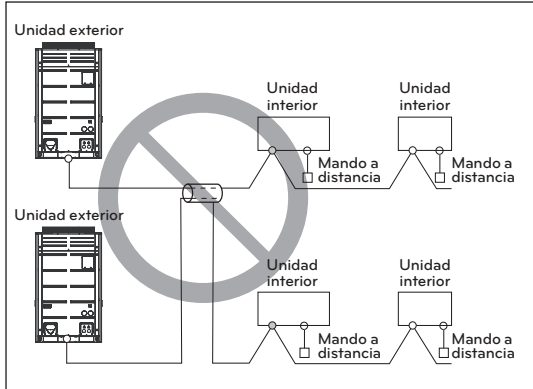 Unidad exterior
Unidad
interior
Unidad
interior
Mando a
distancia
Mando a
distancia
Unidad exterior
Unidad
interior
Unidad
interior
Mando a
distancia
Mando a
distancia